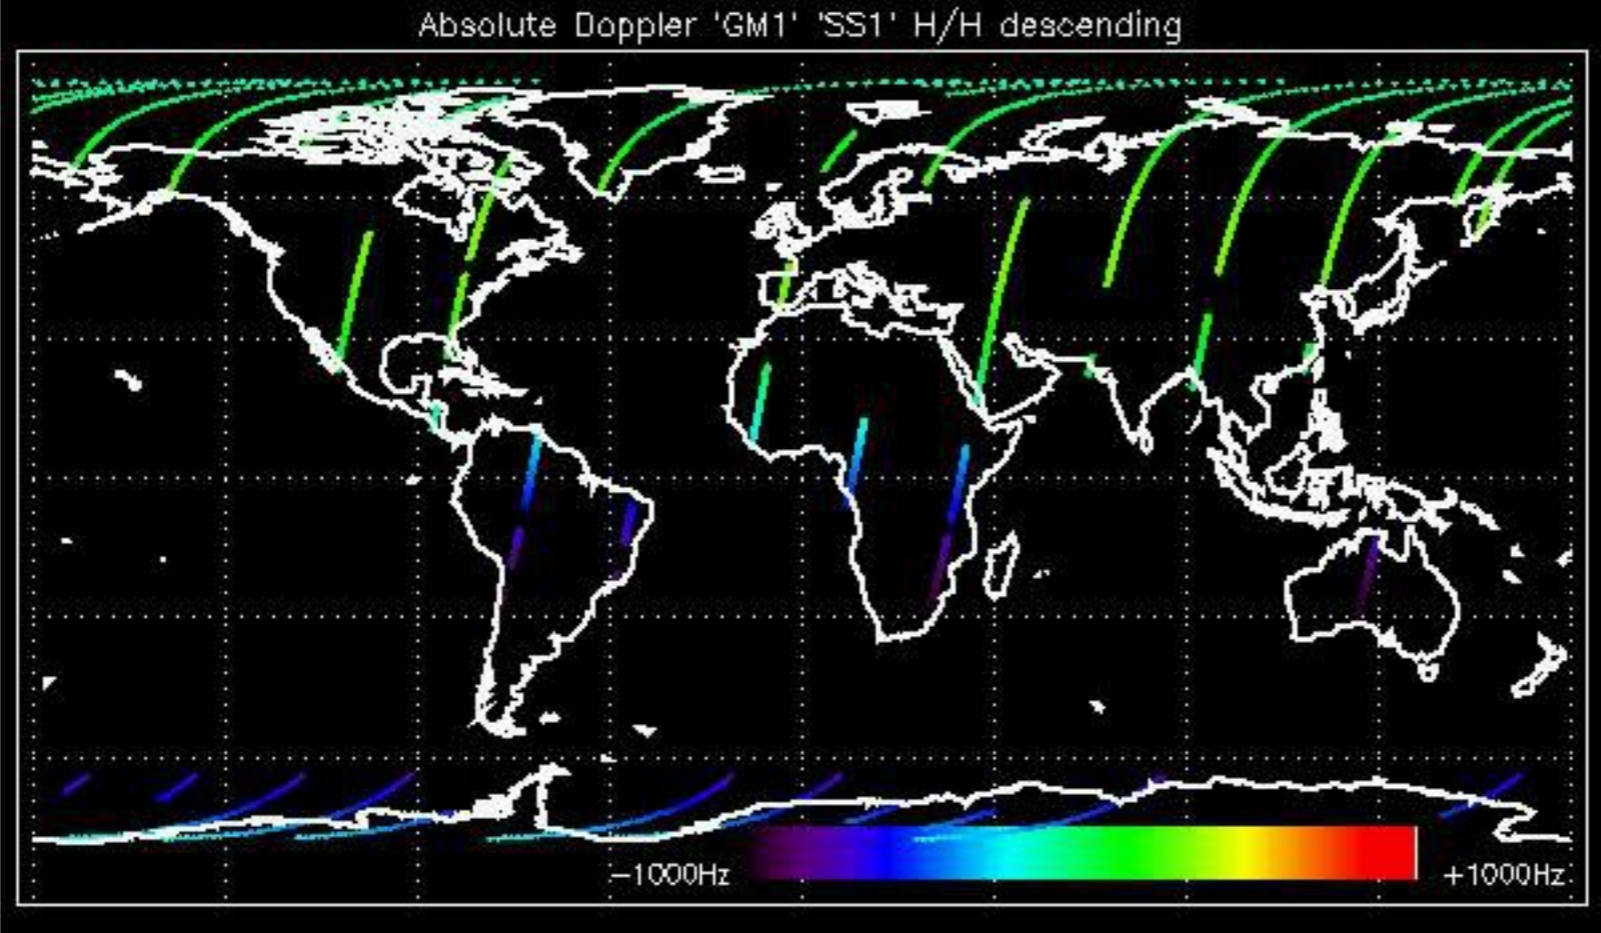 Absolute Doppler 'GM1' 'SS1' H/H descending
−1000Hz +1000Hz